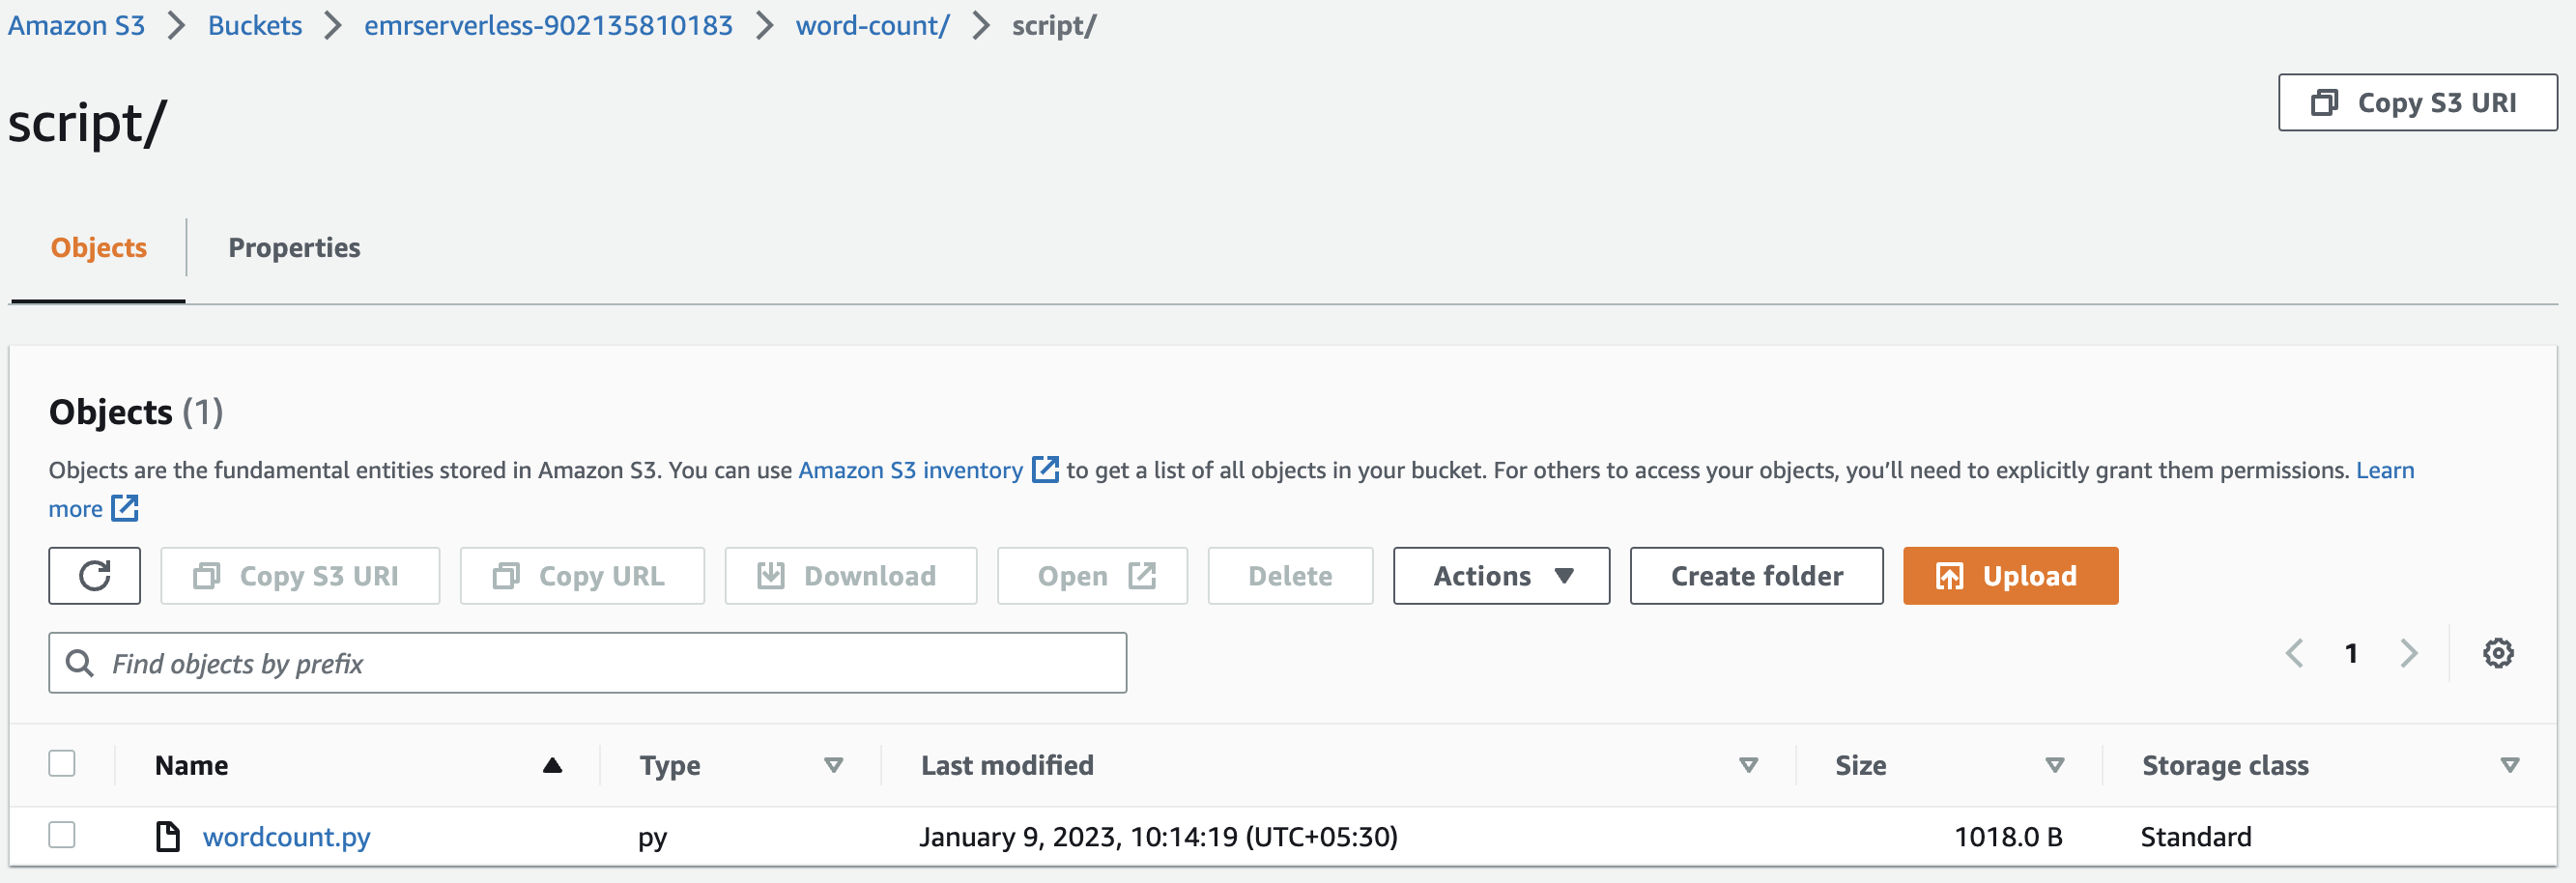 Amazon S3 > Buckets > emrserverless-902135810183 > word-count/ > script/
script/
Copy S3 URI
Objects Properties
Objects (1)
Objects are the fundamental entities stored in Amazon S3. You can use Amazon S3 inventory to get a list of all objects in your bucket. For others to access your objects, you’ll need to explicitly grant them permissions. Learn
more
Copy S3 URI Copy URL Download Open Delete Actions Create folder Upload
Find objects by prefix
1
Name Type Last modified Size Storage class
wordcount.py py January 9, 2023, 10:14:19 (UTC+05:30) 1018.0 B Standard